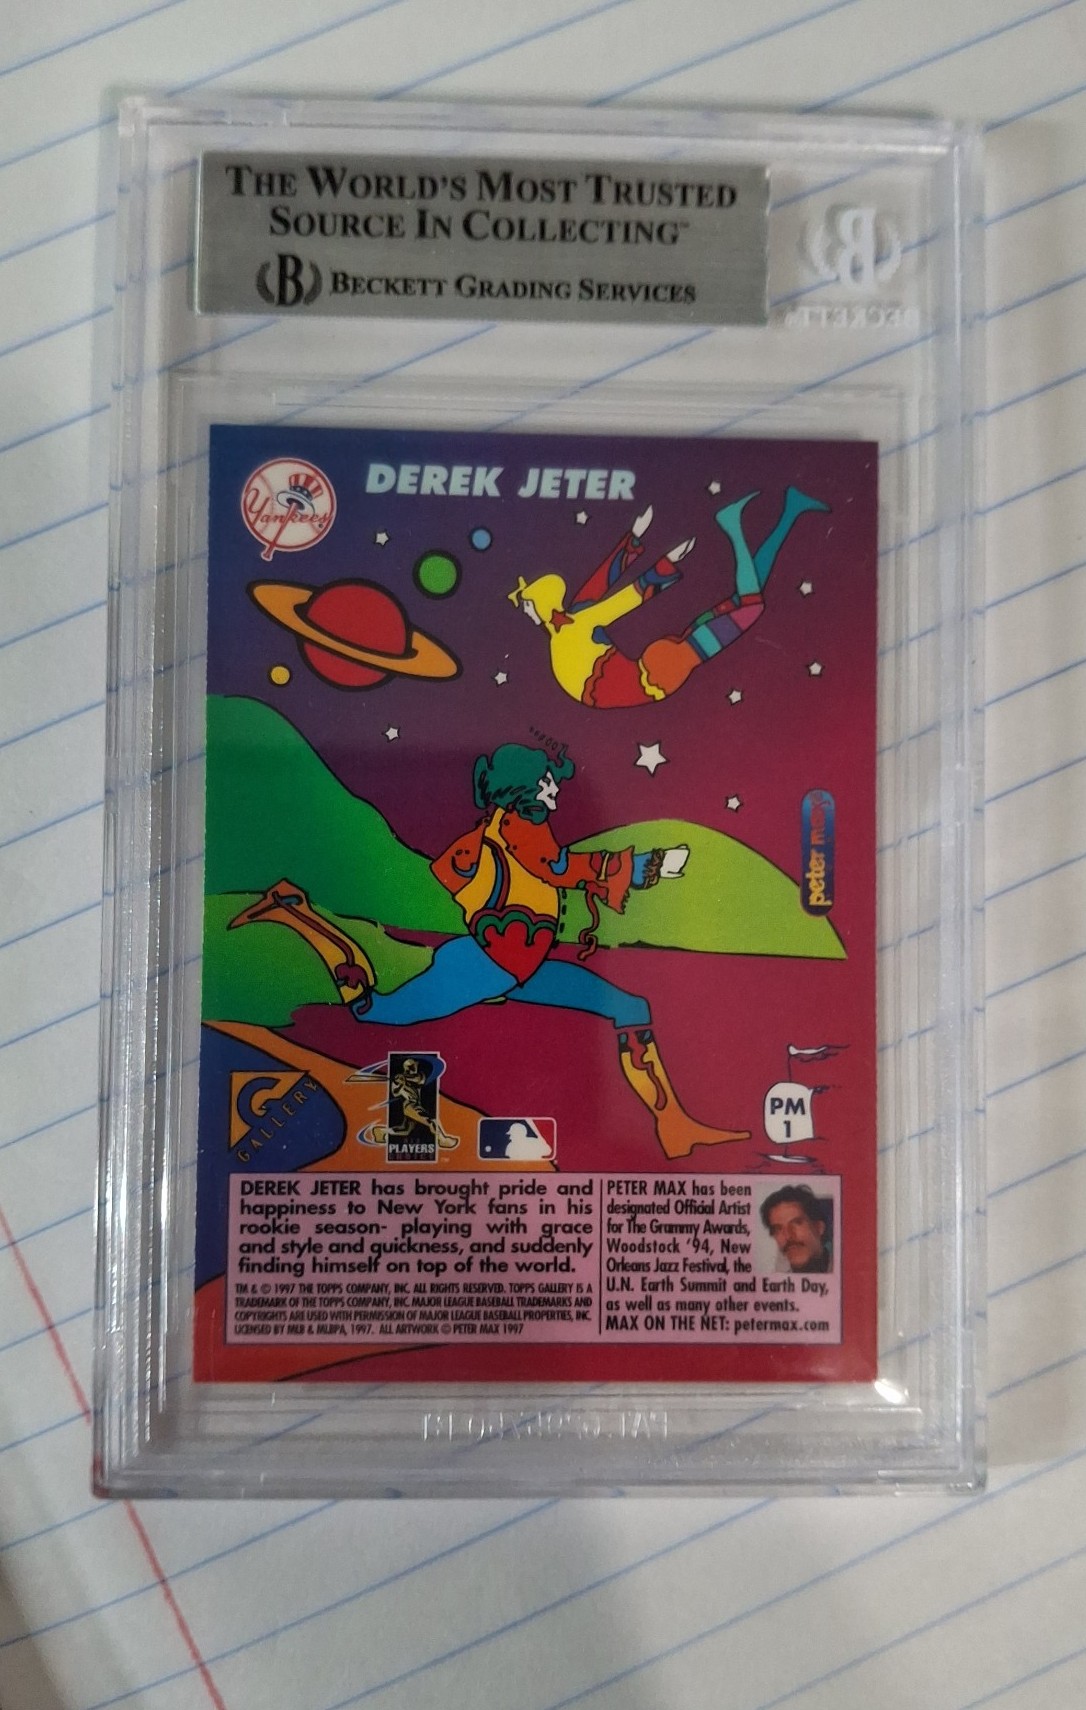 THE WORLD'S MOST TRUSTED
SOURCE IN COLLECTING™
B BECKETT GRADING SERVICES
B
BECKETT
Yankees
DEREK JETER
peter max
GALLERY
PLAYERS
CHOICE
PM
1
DEREK JETER has brought pride and
happiness to New York fans in his
rookie season- playing with grace
and style and quickness, and suddenly
finding himself on top of the world.
TM & © 1997 THE TOPPS COMPANY, INC. ALL RIGHTS RESERVED. TOPPS GALLERY IS A
TRADEMARK OF THE TOPPS COMPANY, INC. MAJOR LEAGUE BASEBALL TRADEMARKS AND
COPYRIGHTS ARE USED WITH PERMISSION OF MAJOR LEAGUE BASEBALL PROPERTIES, INC.
LICENSED BY MLB & MLBPA, 1997. ALL ARTWORK © PETER MAX 1997
PETER MAX has been
designated Official Artist
for The Grammy Awards,
Woodstock '94, New
Orleans Jazz Festival, the
U.N. Earth Summit and Earth Day,
as well as many other events.
MAX ON THE NET: petermax.com